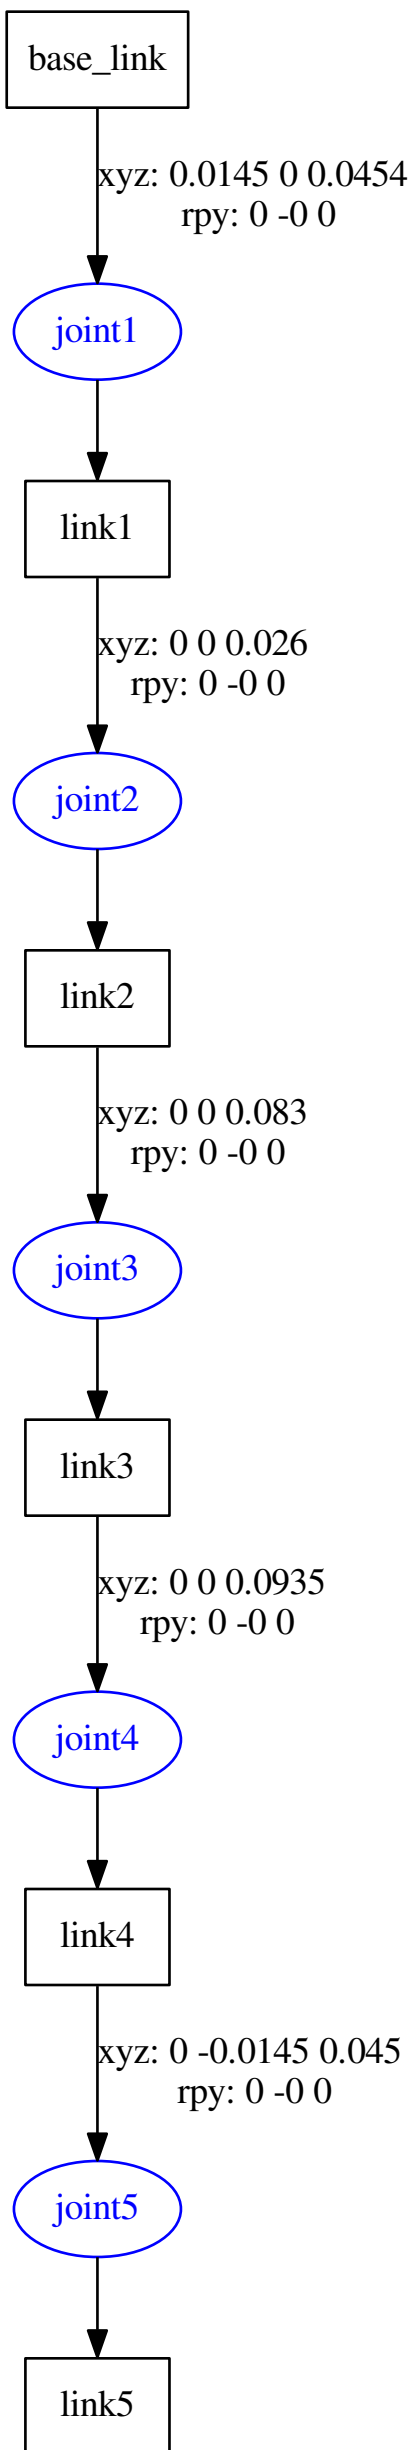 base_link
xyz: 0.0145 0 0.0454
rpy: 0 -0 0
joint1
link1
xyz: 0 0 0.026
rpy: 0 -0 0
joint2
link2
xyz: 0 0 0.083
rpy: 0 -0 0
joint3
link3
xyz: 0 0 0.0935
rpy: 0 -0 0
joint4
link4
xyz: 0 -0.0145 0.045
rpy: 0 -0 0
joint5
link5